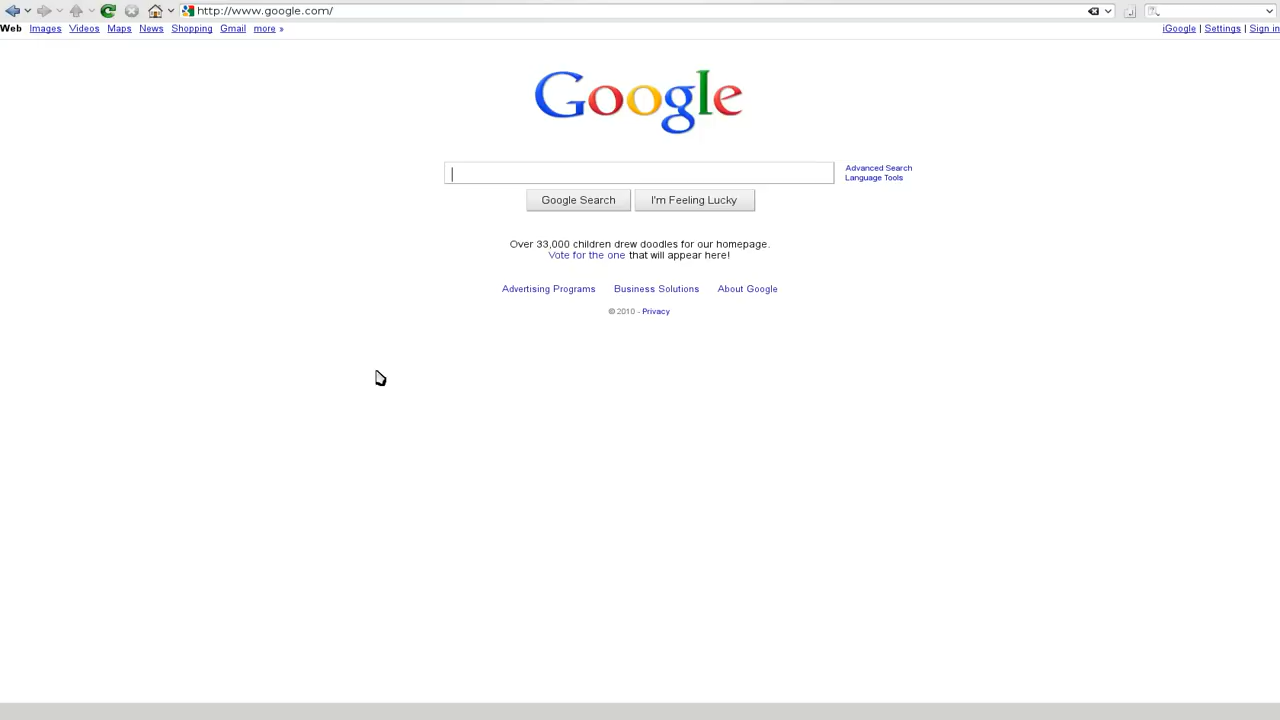 http://www.google.com/
Web Images Videos Maps News Shopping Gmail more »
iGoogle | Settings | Sign in
Google
Advanced Search
Language Tools
Google Search
I'm Feeling Lucky
Over 33,000 children drew doodles for our homepage.
Vote for the one that will appear here!
Advertising Programs
Business Solutions
About Google
© 2010 - Privacy